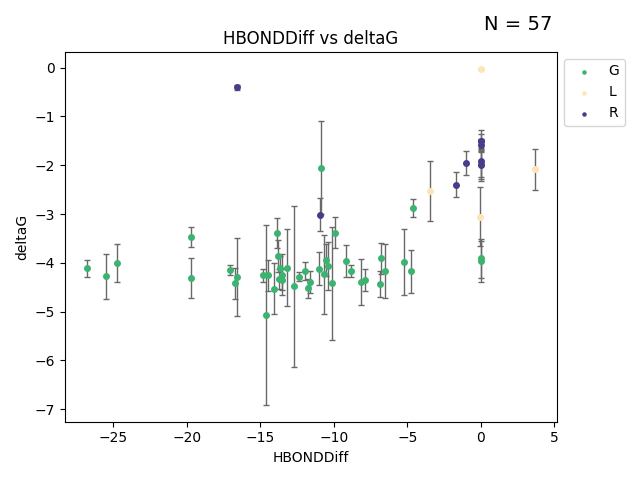 N = 57
HBONDDiff vs deltaG
G
L
R
deltaG
0
−1
−2
−3
−4
−5
−6
−7
−25
−20
−15
−10
−5
0
5
HBONDDiff